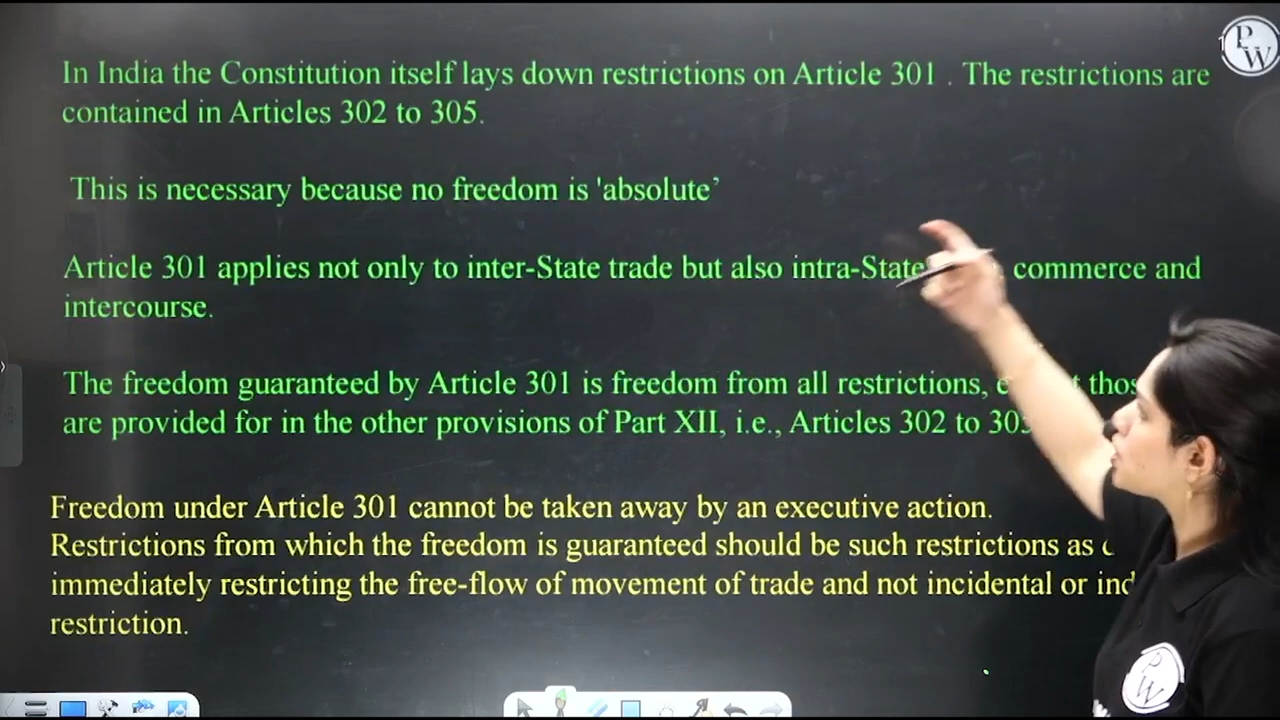 In India the Constitution itself lays down restrictions on Article 301 . The restrictions are
contained in Articles 302 to 305.
This is necessary because no freedom is 'absolute’
Article 301 applies not only to inter-State trade but also intra-State commerce and
intercourse.
The freedom guaranteed by Article 301 is freedom from all restrictions,
are provided for in the other provisions of Part XII, i.e., Articles 302 to
Freedom under Article 301 cannot be taken away by an executive action.
Restrictions from which the freedom is guaranteed should be such restrictions as
immediately restricting the free-flow of movement of trade and not incidental or
restriction.
PW
PW